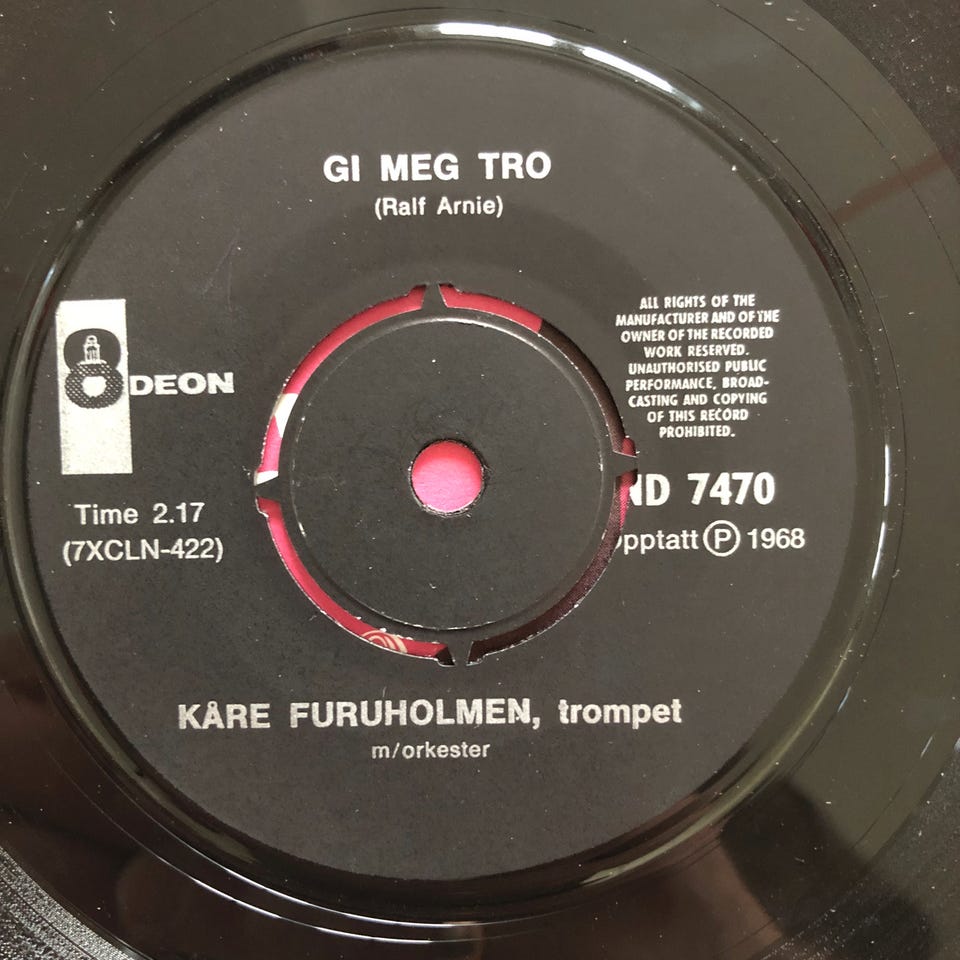 GI MEG TRO
(Ralf Arnie)
ODEON
Time 2.17
(7XCLN-422)
ALL RIGHTS OF THE
MANUFACTURER AND OF THE
OWNER OF THE RECORDED
WORK RESERVED.
UNAUTHORISED PUBLIC
PERFORMANCE, BROAD-
CASTING AND COPYING
OF THIS RECORD
PROHIBITED.
ND 7470
pptatt Ⓟ 1968
KÅRE FURUHOLMEN, trompet
m/orkester